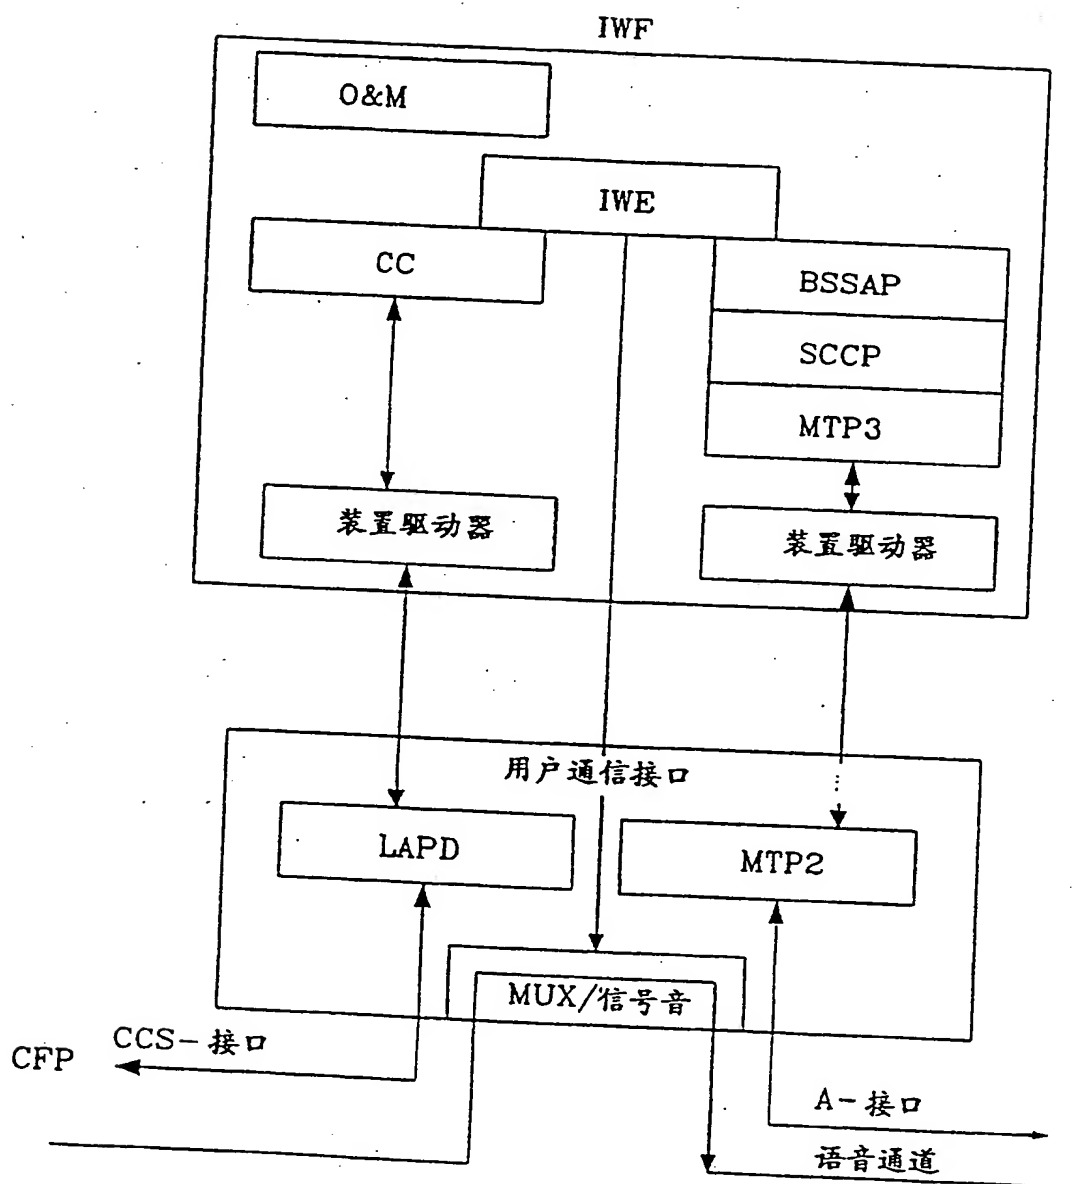 IWF
O&M
IWE
CC
BSSAP
SCCP
MTP3
装置驱动器
装置驱动器
用户通信接口
LAPD
MTP2
MUX/信号音
CCS-接口
CFP
A-接口
语音通道